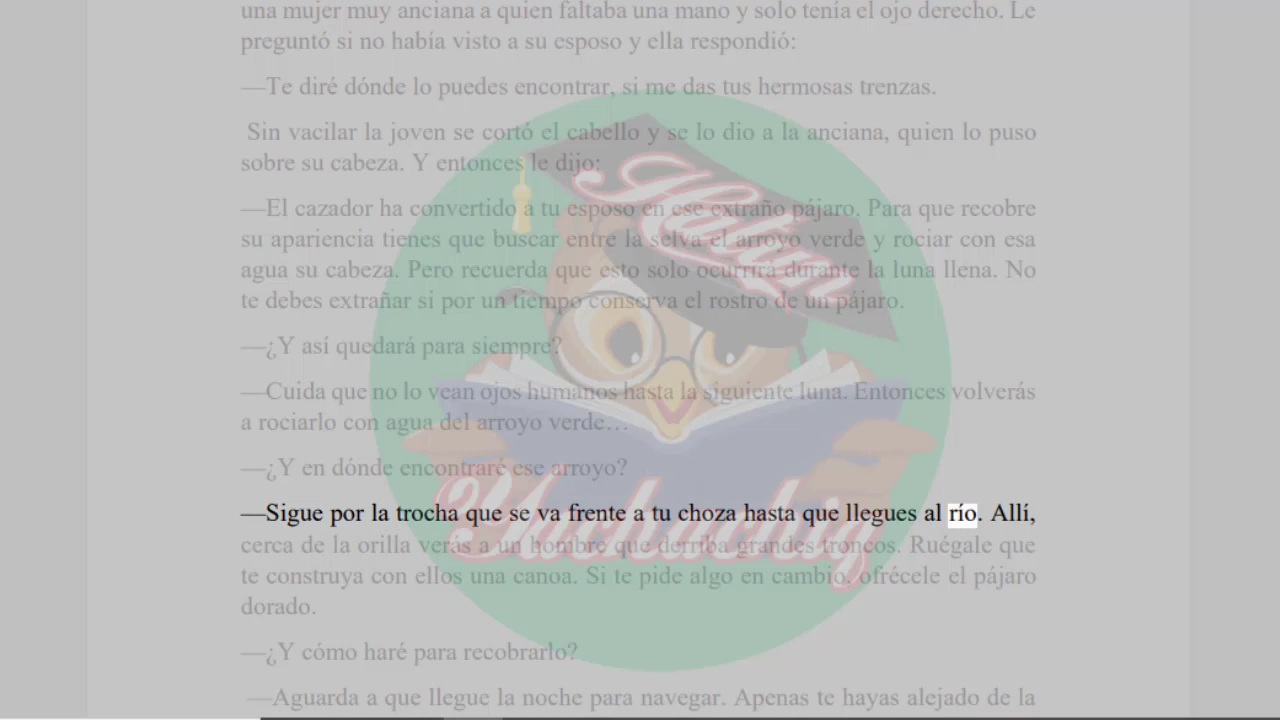 una mujer muy anciana a quien faltaba una mano y solo tenía el ojo derecho. Le
preguntó si no había visto a su esposo y ella respondió:
—Te diré dónde lo puedes encontrar, si me das tus hermosas trenzas.
Sin vacilar la joven se cortó el cabello y se lo dio a la anciana, quien lo puso
sobre su cabeza. Y entonces le dijo:
—El cazador ha convertido a tu esposo en ese extraño pájaro. Para que recobre
su apariencia tienes que buscar entre la selva el arroyo verde y rociar con esa
agua su cabeza. Pero recuerda que esto solo ocurrirá durante la luna llena. No
te debes extrañar si por un tiempo conserva el rostro de un pájaro.
—¿Y así quedará para siempre?
—Cuida que no lo vean ojos humanos hasta la siguiente luna. Entonces volverás
a rociarlo con agua del arroyo verde…
—¿Y en dónde encontraré ese arroyo?
—Sigue por la trocha que se va frente a tu choza hasta que llegues al río. Allí,
cerca de la orilla verás a un hombre que derriba grandes troncos. Ruégale que
te construya con ellos una canoa. Si te pide algo en cambio, ofrécele el pájaro
dorado.
—¿Y cómo haré para recobrarlo?
—Aguarda a que llegue la noche para navegar. Apenas te hayas alejado de la
Yachachiq